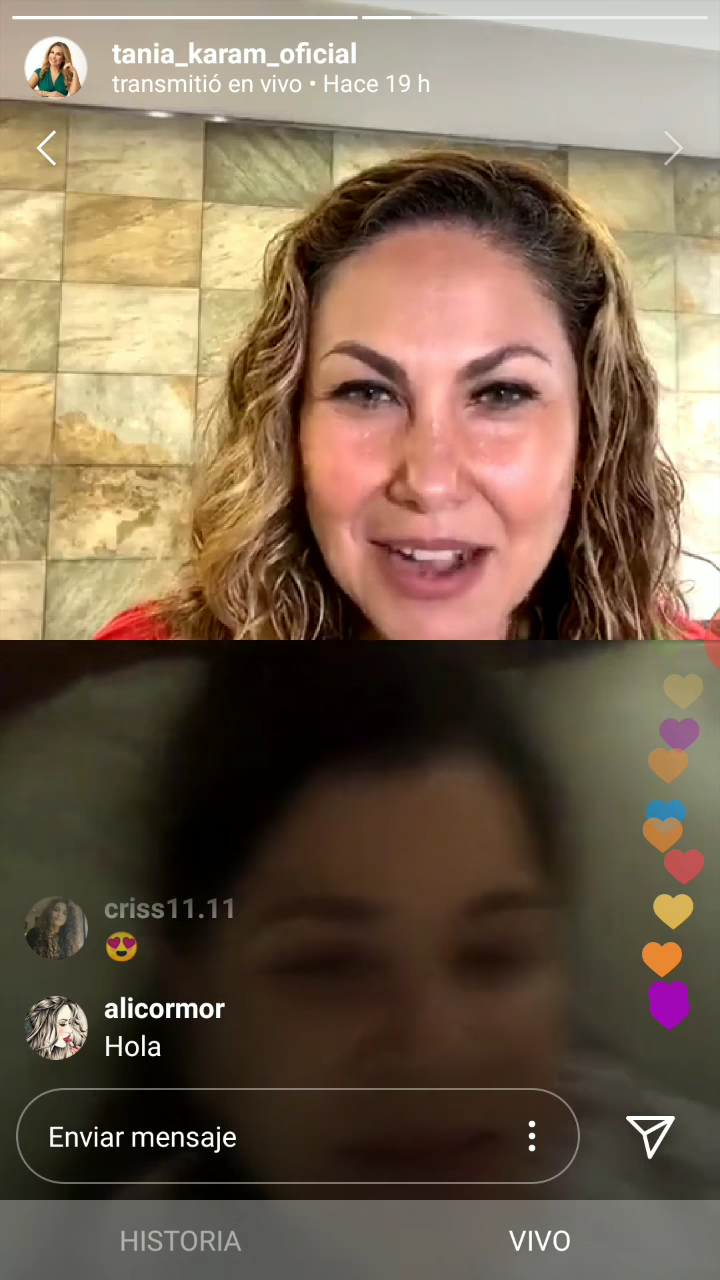 tania_karam_oficial
transmitió en vivo • Hace 19 h
criss11.11
alicormor
Hola
Enviar mensaje
HISTORIA
VIVO